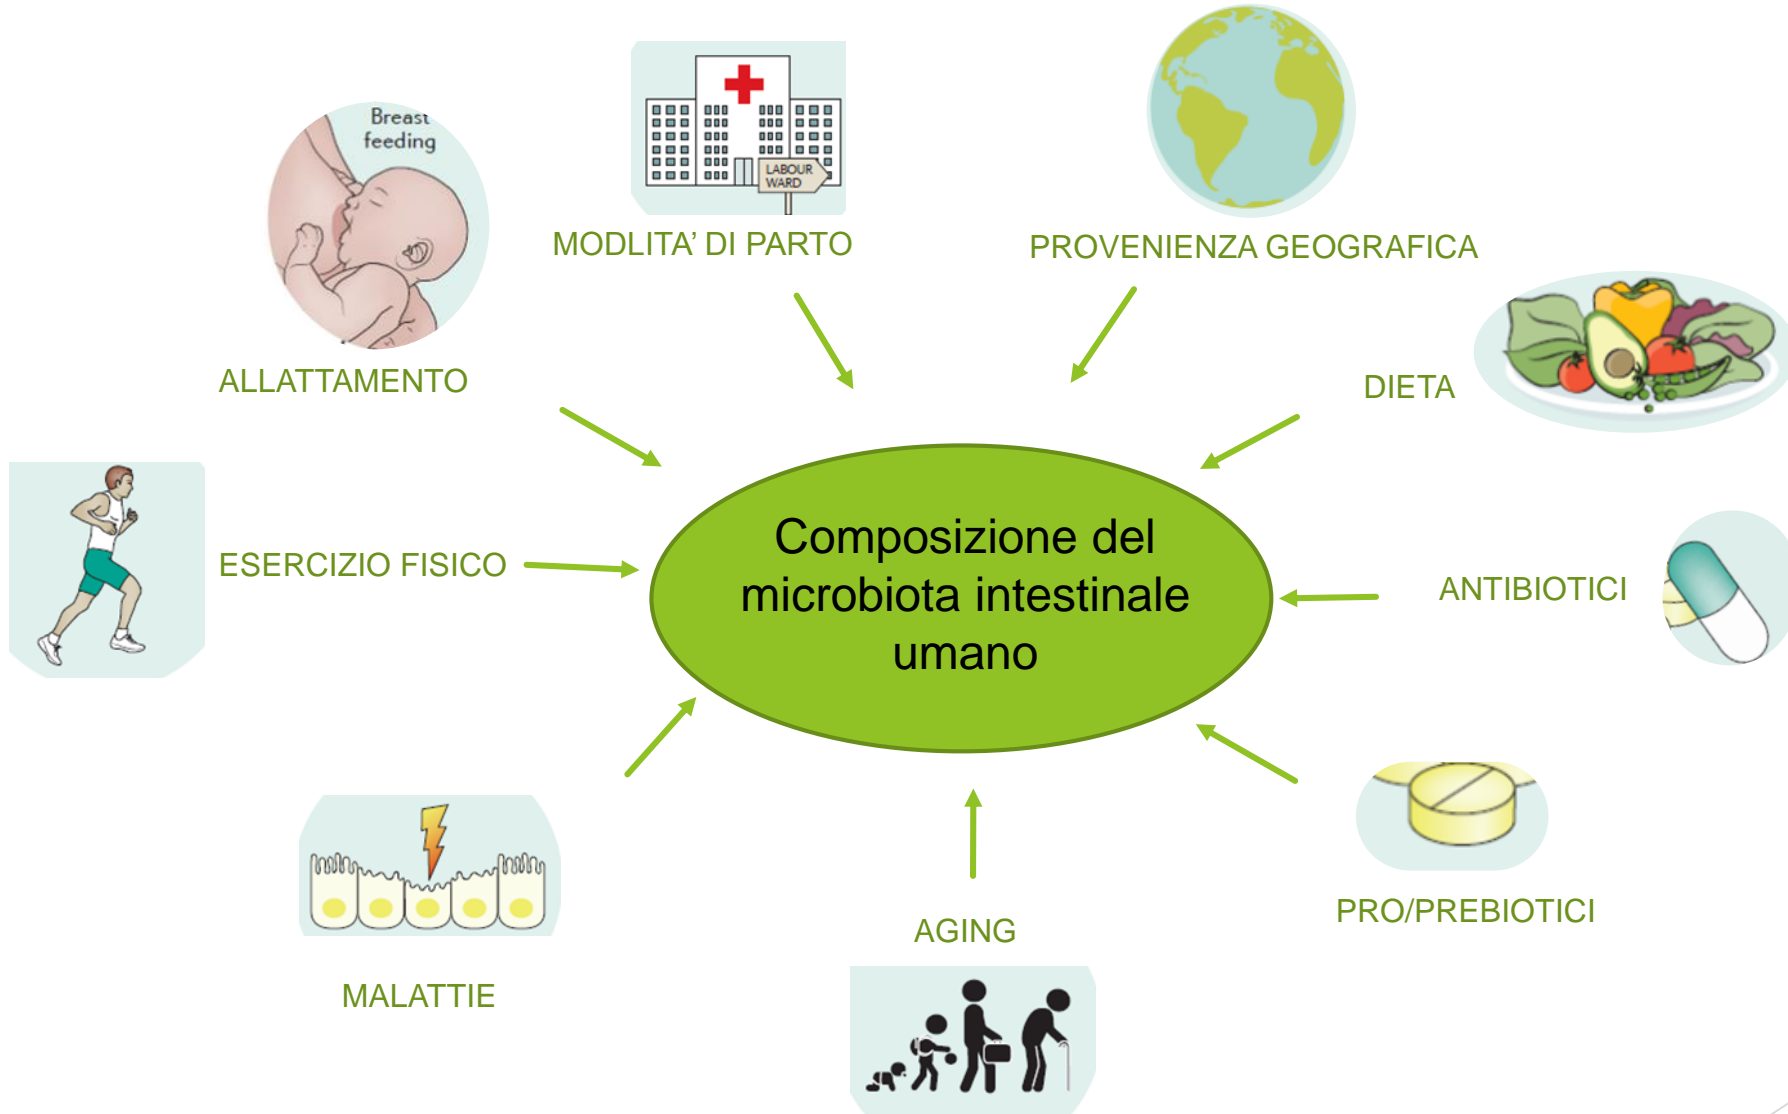 Breast
feeding
LABOUR
WARD
MODLITA’ DI PARTO
PROVENIENZA GEOGRAFICA
ALLATTAMENTO
DIETA
ESERCIZIO FISICO
Composizione del
microbiota intestinale
umano
ANTIBIOTICI
MALATTIE
AGING
PRO/PREBIOTICI